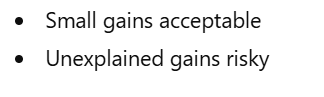 • Small gains acceptable
• Unexplained gains risky